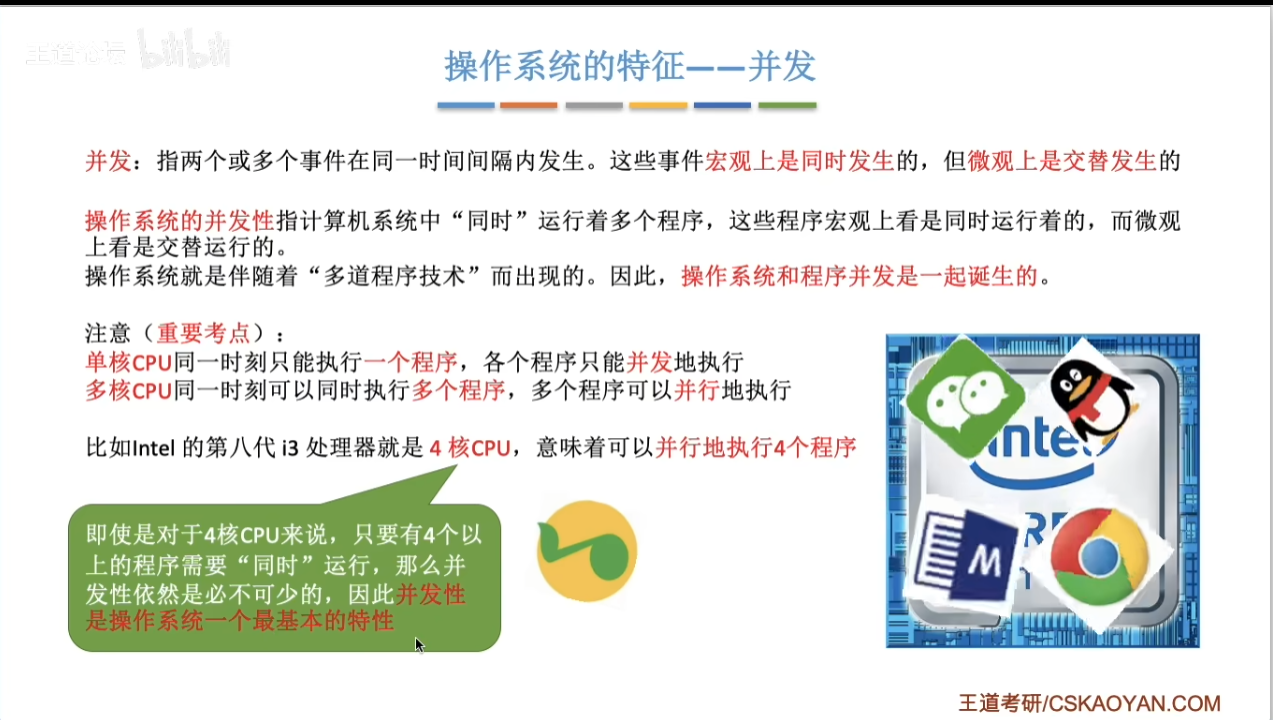 王道论坛 bilibili
操作系统的特征——并发
并发：指两个或多个事件在同一时间间隔内发生。这些事件宏观上是同时发生的，但微观上是交替发生的
操作系统的并发性指计算机系统中“同时”运行着多个程序，这些程序宏观上看是同时运行着的，而微观
上看是交替运行的。
操作系统就是伴随着“多道程序技术”而出现的。因此，操作系统和程序并发是一起诞生的。
注意（重要考点）：
单核CPU同一时刻只能执行一个程序，各个程序只能并发地执行
多核CPU同一时刻可以同时执行多个程序，多个程序可以并行地执行
比如Intel 的第八代 i3 处理器就是 4 核CPU，意味着可以并行地执行4个程序
即使是对于4核CPU来说，只要有4个以
上的程序需要“同时”运行，那么并
发性依然是必不可少的，因此并发性
是操作系统一个最基本的特性
W
王道考研/CSKAOYAN.COM